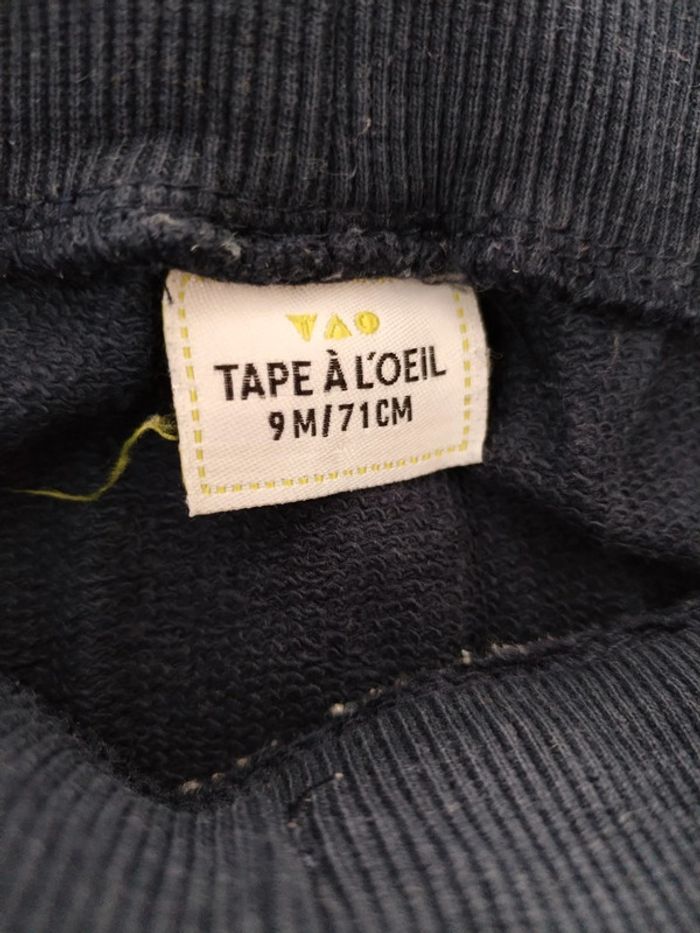 TAO
TAPE À L'OEIL
9M/71CM